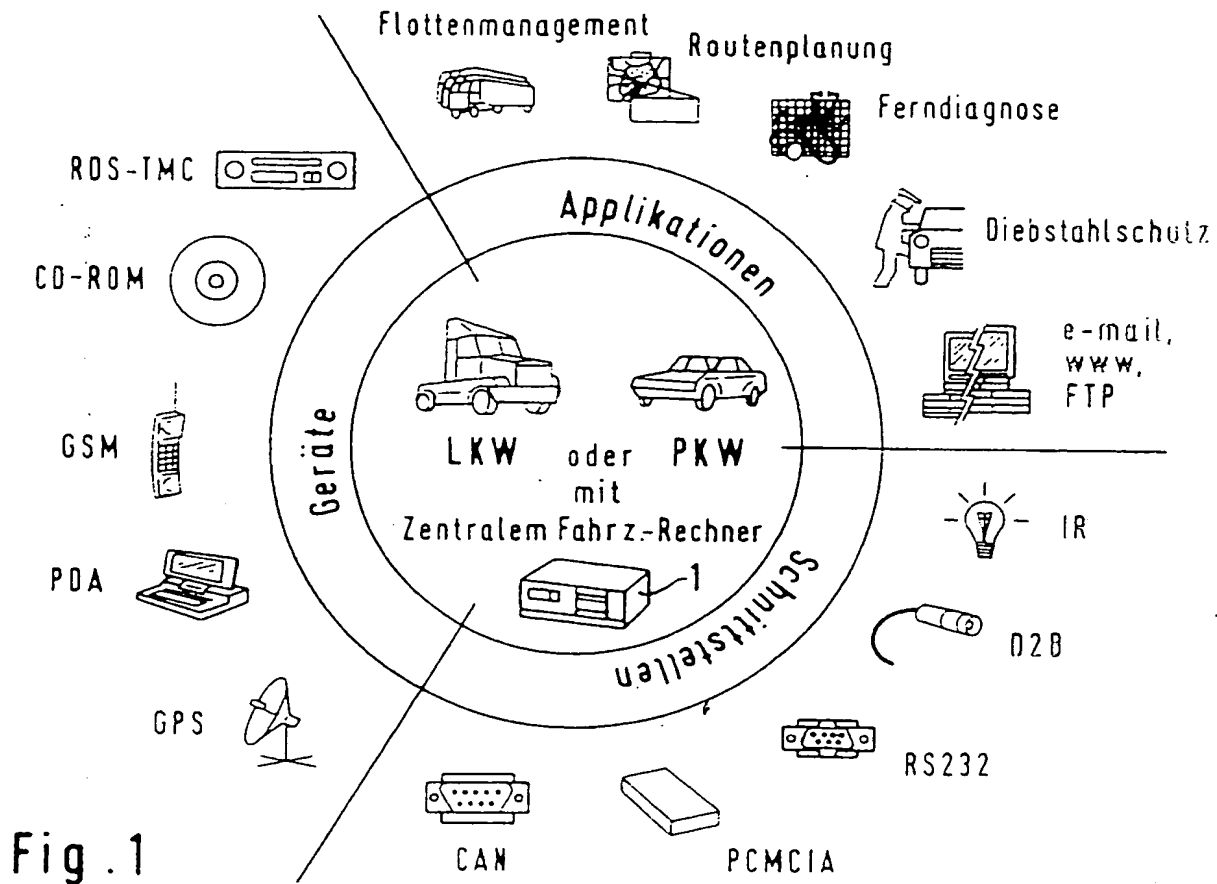 Flottenmanagement
Routenplanung
Ferndiagnose
RDS-TMC
Applikationen
Diebstahlschutz
CD-ROM
e-mail,
www,
FTP
GSM
Geräte
LKW oder PKW
mit
Zentralem Fahrz.-Rechner
IR
PDA
1
Schnittstellen
D2B
GPS
RS232
CAN
PCMCIA
Fig. 1